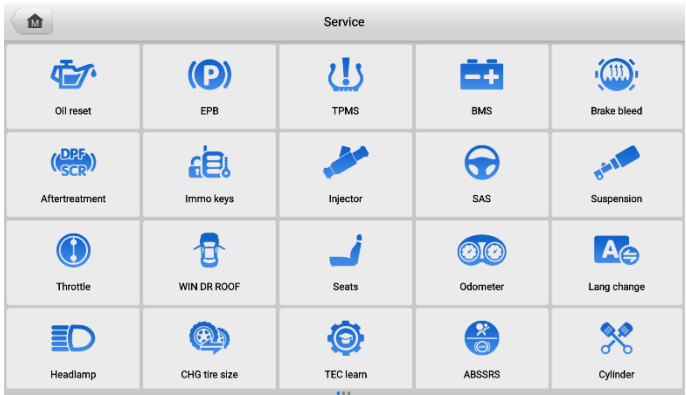 M
Service
Oil reset
EPB
TPMS
BMS
Brake bleed
DPF
SCR
Aftertreatment
Immo keys
Injector
SAS
Suspension
Throttle
WIN DR ROOF
Seats
Odometer
Lang change
Headlamp
CHG tire size
TEC learn
ABSSRS
Cylinder
P
A